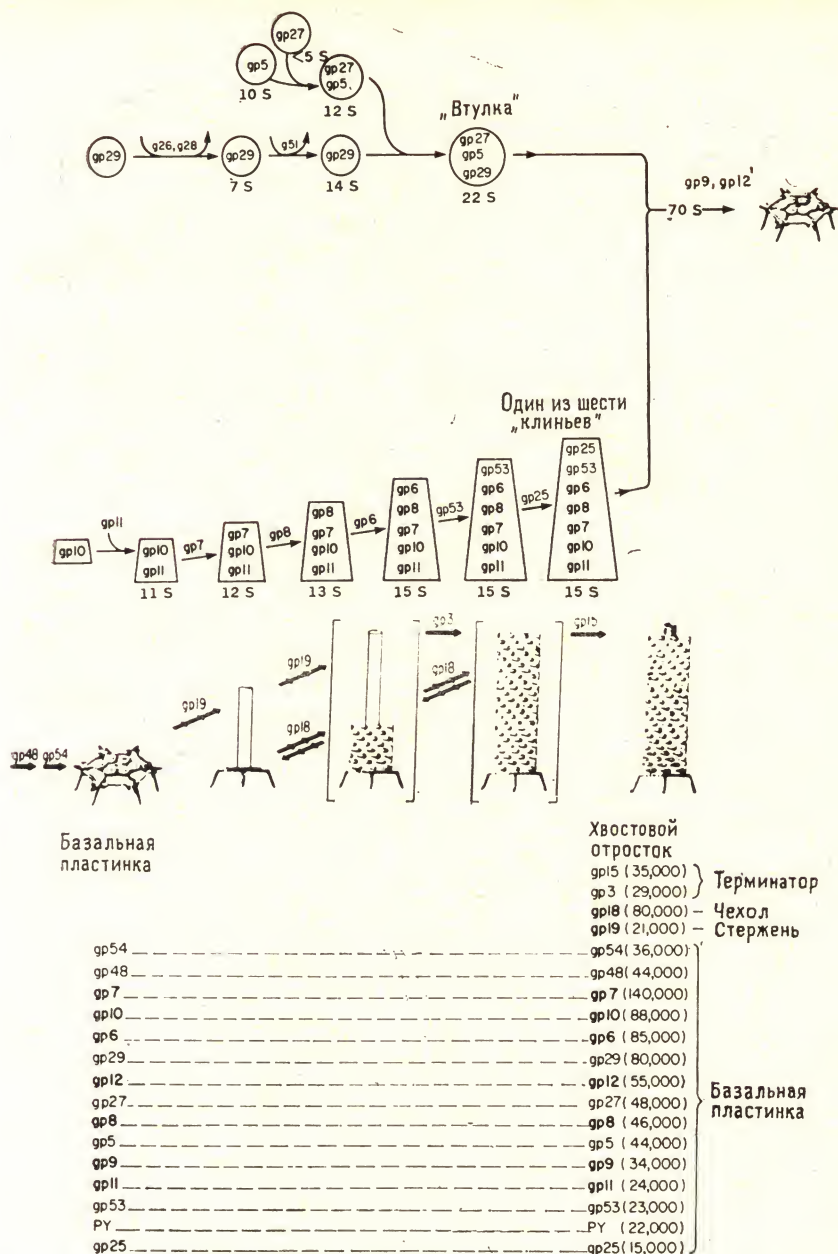 gp27
gp5
<5 S
10 S
gp27
gp5
12 S
„Втулка"
gp29
g26, g28
gp29
7 S
g51
gp29
14 S
gp27
gp5
gp29
22 S
gp9, gp12
70 S
Один из шести
„клиньев"
gp10
gp11
gp10
gp11
11 S
gp7
gp7
gp10
gp11
12 S
gp8
gp8
gp7
gp10
gp11
13 S
gp6
gp6
gp8
gp7
gp10
gp11
15 S
gp53
gp53
gp6
gp8
gp7
gp10
gp11
15 S
gp25
gp25
gp53
gp6
gp8
gp7
gp10
gp11
15 S
gp48 gp54
gp19
gp19
gp18
gp3
gp18
gp15
Базальная
пластинка
Хвостовой
отросток
gp15 (35,000)
gp3 (29,000)
Терминатор
gp18 (80,000) – Чехол
gp19 (21,000) – Стержень
gp54 gp54 (36,000)
gp48 gp48 (44,000)
gp7 gp7 (140,000)
gp10 gp10 (88,000)
gp6 gp6 (85,000)
gp29 gp29 (80,000)
gp12 gp12 (55,000)
gp27 gp27 (48,000)
gp8 gp8 (46,000)
gp5 gp5 (44,000)
gp9 gp9 (34,000)
gp11 gp11 (24,000)
gp53 gp53 (23,000)
PY PY (22,000)
gp25 gp25 (15,000)
Базальная
пластинка